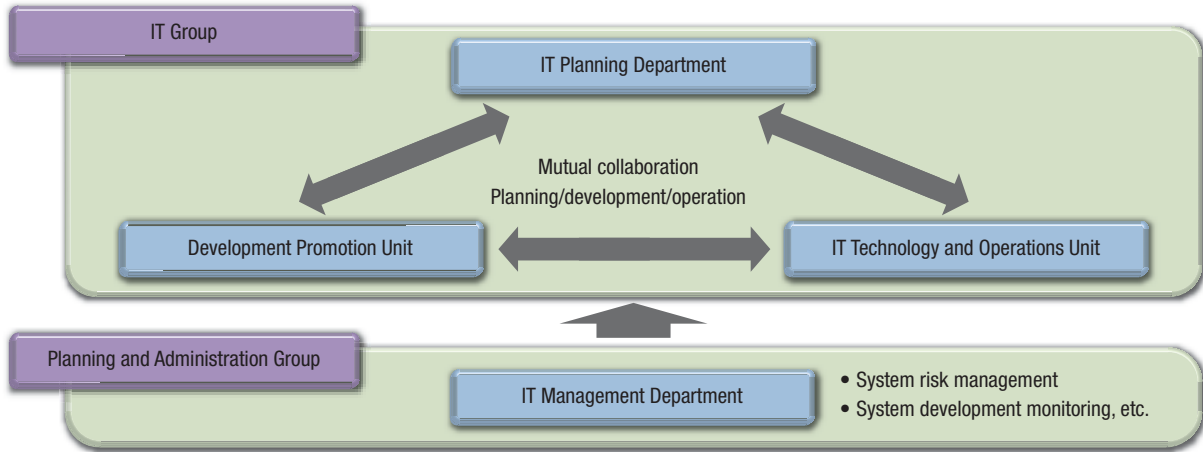 IT Group
IT Planning Department
Mutual collaboration
Planning/development/operation
Development Promotion Unit
IT Technology and Operations Unit
Planning and Administration Group
IT Management Department
• System risk management
• System development monitoring, etc.